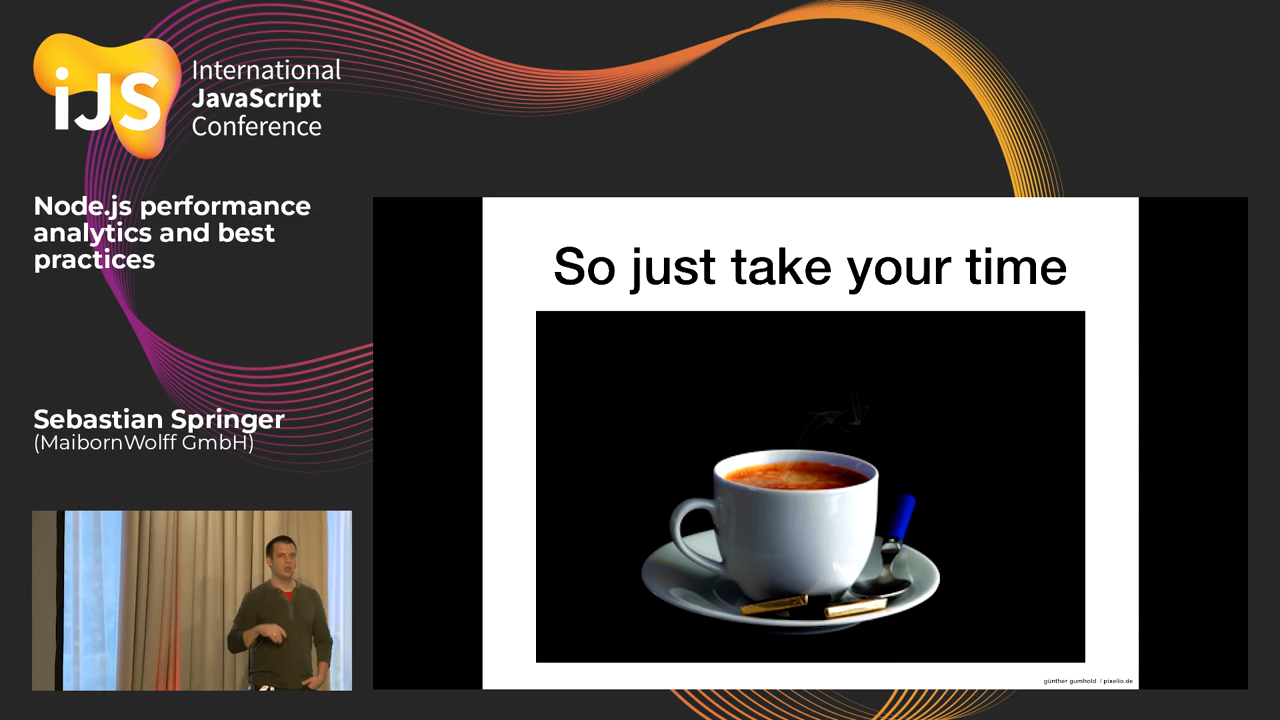 iJS
International
JavaScript
Conference
Node.js performance
analytics and best
practices
Sebastian Springer
(MaibornWolff GmbH)
So just take your time
günther gumhold / pixelio.de